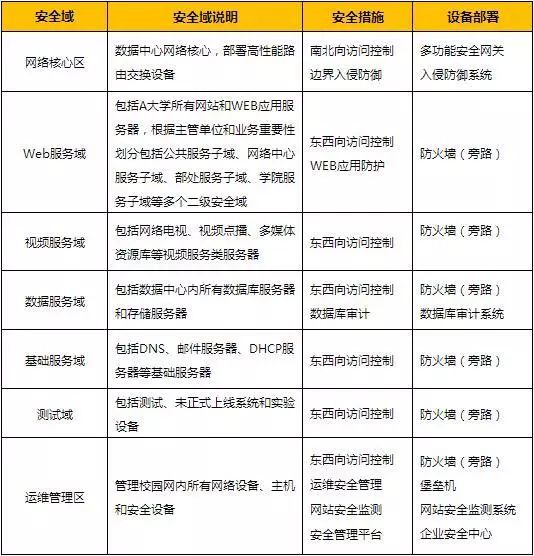 安全域 安全域说明 安全措施 设备部署
网络核心区
数据中心网络核心，部署高性能路
由交换设备
南北向访问控制
边界入侵防御
多功能安全网关
入侵防御系统
Web服务域
包括A大学所有网站和WEB应用服
务器，根据主管单位和业务重要性
划分包括公共服务子域、网络中心
服务子域、部处服务子域、学院服
务子域等多个二级安全域
东西向访问控制
WEB应用防护
防火墙（旁路）
视频服务域
包括网络电视、视频点播、多媒体
资源库等视频服务类服务器
东西向访问控制
防火墙（旁路）
数据服务域
包括数据中心内所有数据库服务器
和存储服务器
东西向访问控制
数据库审计
防火墙（旁路）
数据库审计系统
基础服务域
包括DNS、邮件服务器、DHCP服
务器等基础服务器
东西向访问控制
防火墙（旁路）
测试域
包括测试、未正式上线系统和实验
设备
东西向访问控制
防火墙（旁路）
运维管理区
管理校园网内所有网络设备、主机
和安全设备
东西向访问控制
运维安全管理
网站安全监测
安全管理平台
防火墙（旁路）
堡垒机
网站安全监测系统
企业安全中心